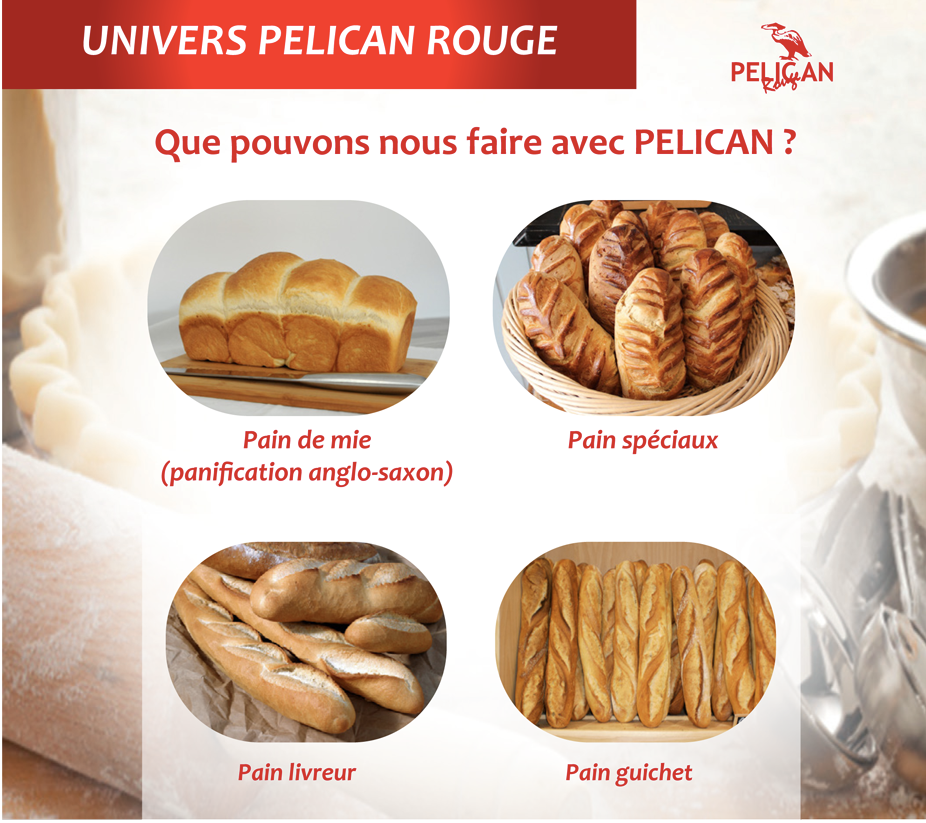 UNIVERS PELICAN ROUGE
PELICAN
Rouge
Que pouvons nous faire avec PELICAN ?
Pain de mie
(panification anglo-saxon)
Pain spéciaux
Pain livreur
Pain guichet